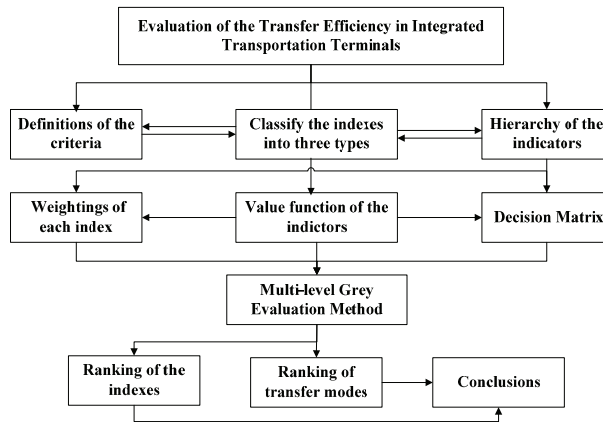 Evaluation of the Transfer Efficiency in Integrated
Transportation Terminals
Definitions of the
criteria
Classify the indexes
into three types
Hierarchy of the
indicators
Weightings of
each index
Value function of the
indictors
Decision Matrix
Multi-level Grey
Evaluation Method
Ranking of the
indexes
Ranking of
transfer modes
Conclusions